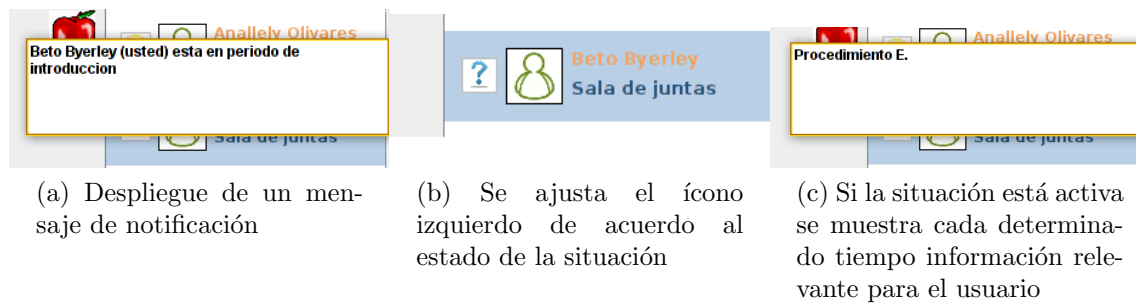 Anallely Olivares
Beto Byerley (usted) esta en periodo de
introduccion
Sala de juntas
(a) Despliegue de un men-
saje de notificación
?
Beto Byerley
Sala de juntas
(b) Se ajusta el ícono
izquierdo de acuerdo al
estado de la situación
Anallely Olivares
Procedimiento E.
Sala de juntas
(c) Si la situación está activa
se muestra cada determina-
do tiempo información rele-
vante para el usuario